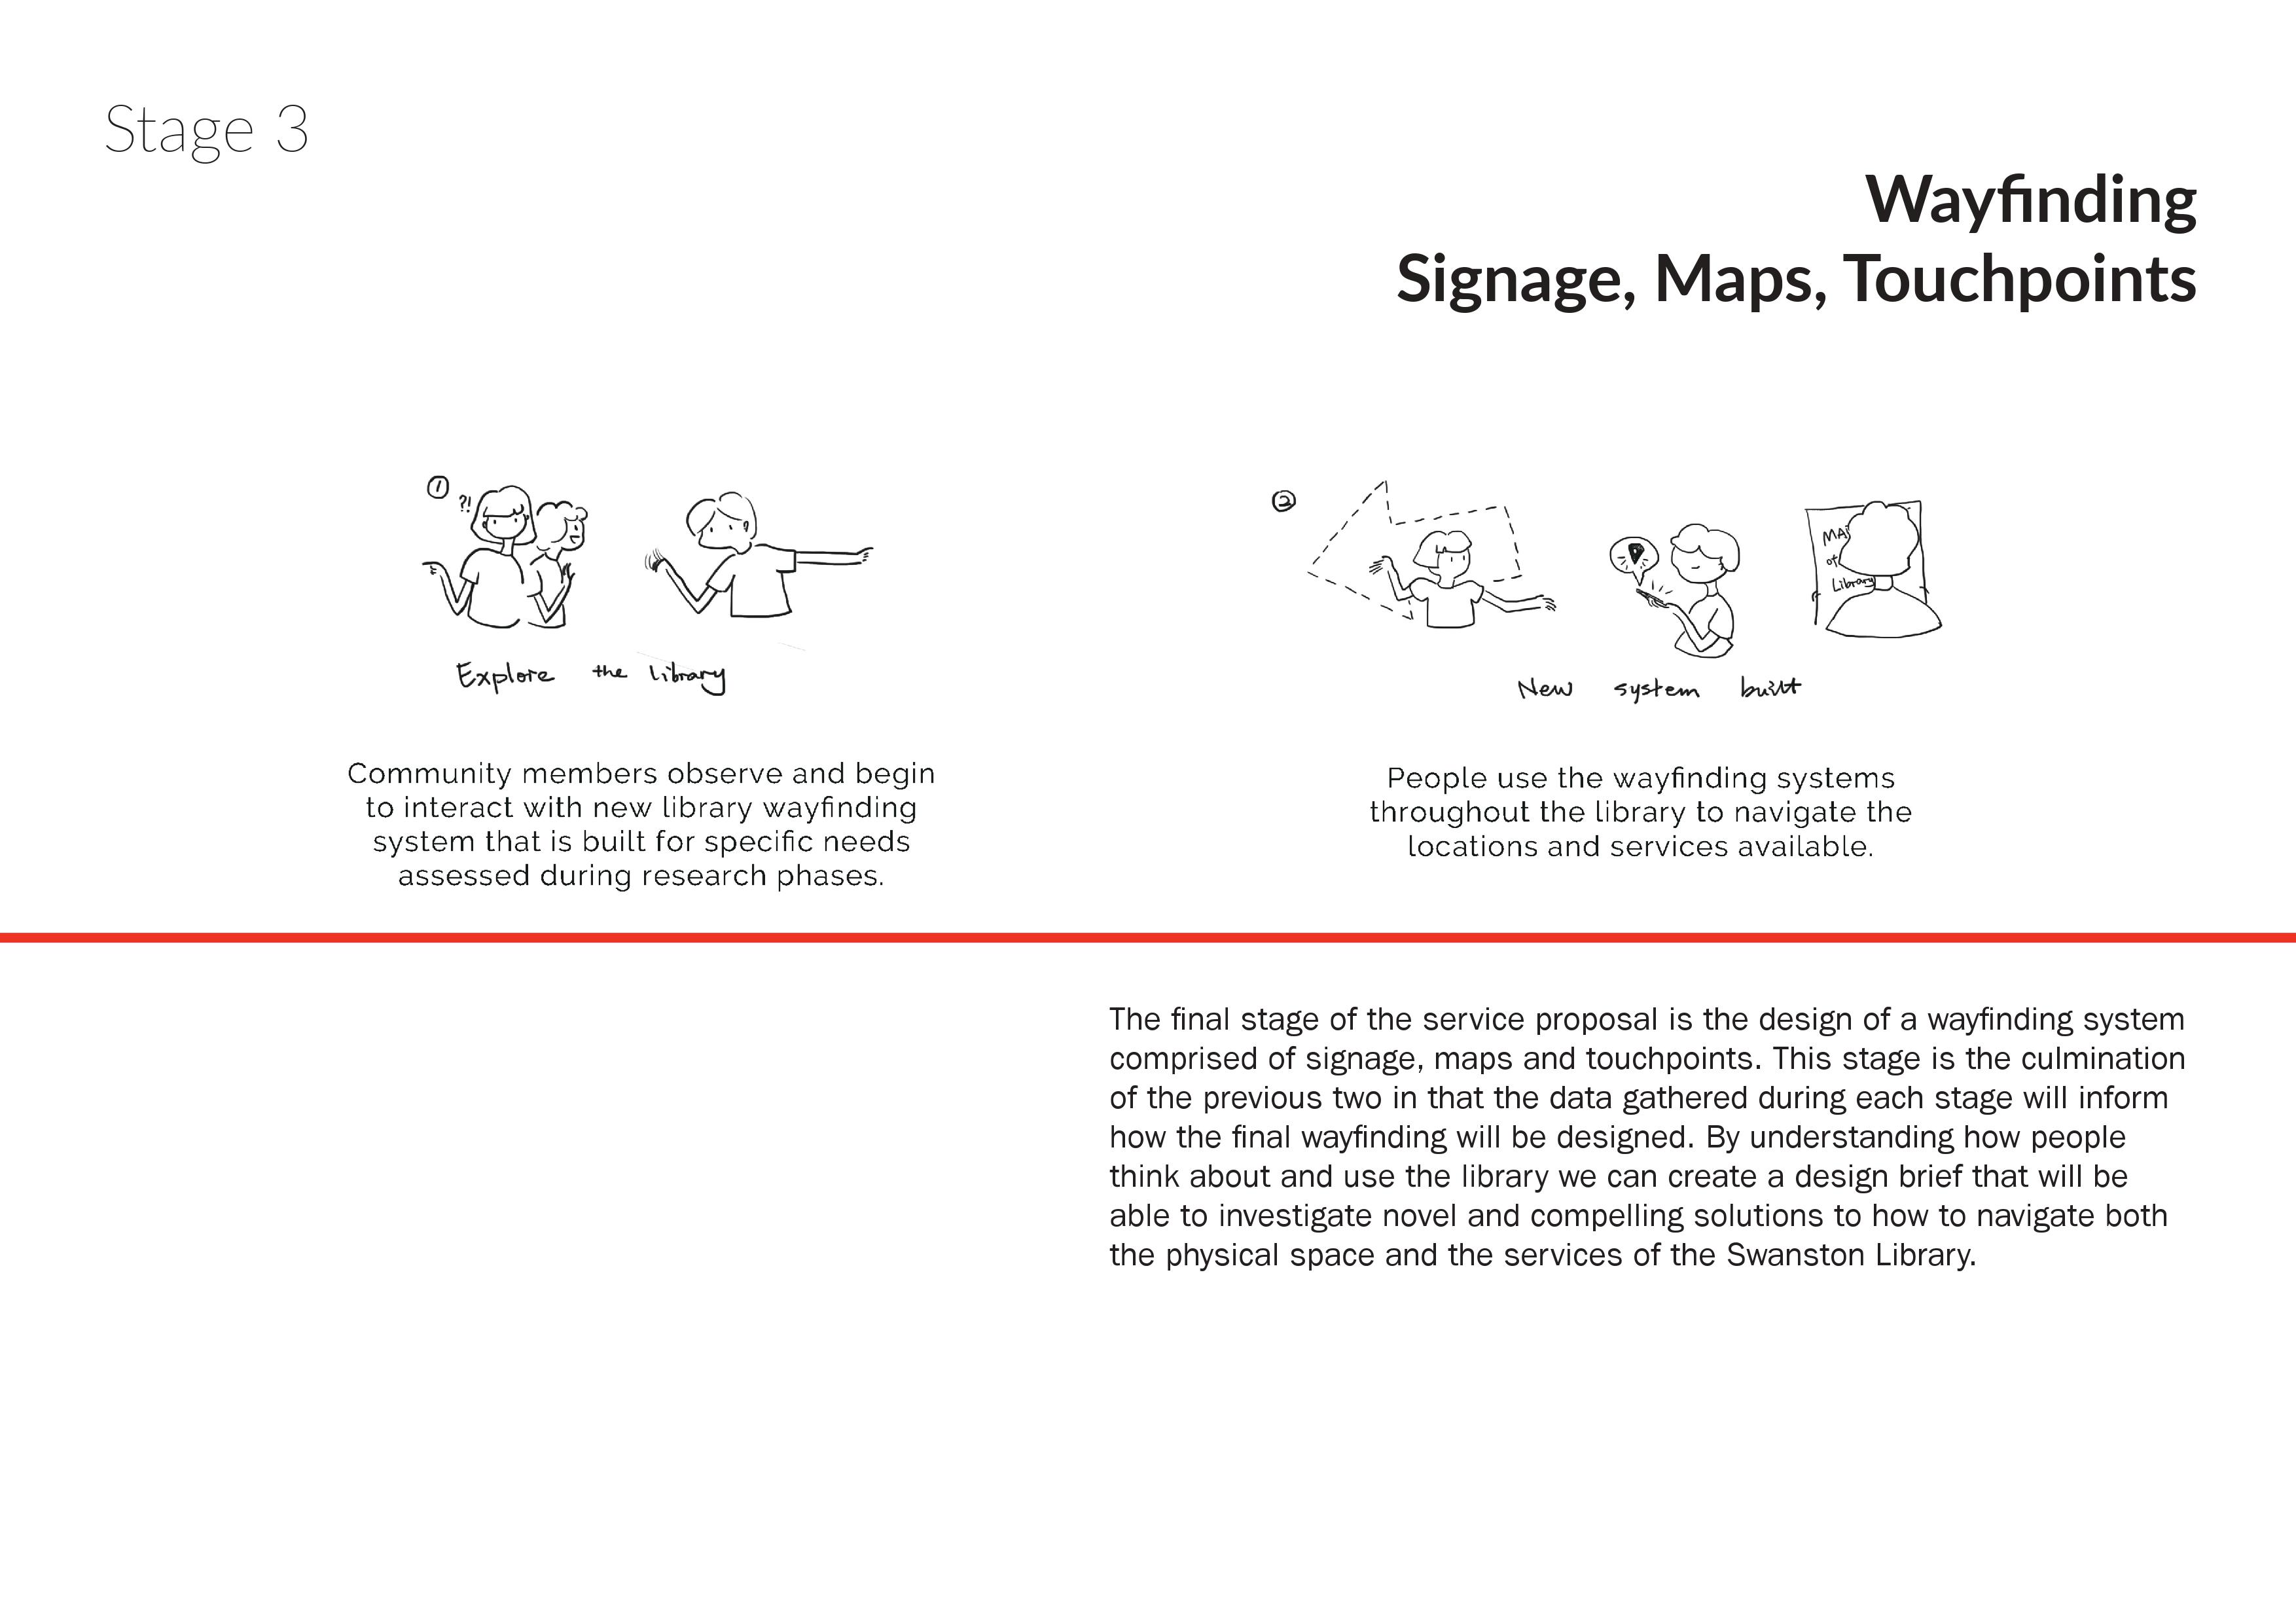 Stage 3
Wayfinding
Signage, Maps, Touchpoints
1
?!
Explore the library
Community members observe and begin
to interact with new library wayfinding
system that is built for specific needs
assessed during research phases.
2
MAP
of
Library
New system built
People use the wayfinding systems
throughout the library to navigate the
locations and services available.
The final stage of the service proposal is the design of a wayfinding system
comprised of signage, maps and touchpoints. This stage is the culmination
of the previous two in that the data gathered during each stage will inform
how the final wayfinding will be designed. By understanding how people
think about and use the library we can create a design brief that will be
able to investigate novel and compelling solutions to how to navigate both
the physical space and the services of the Swanston Library.